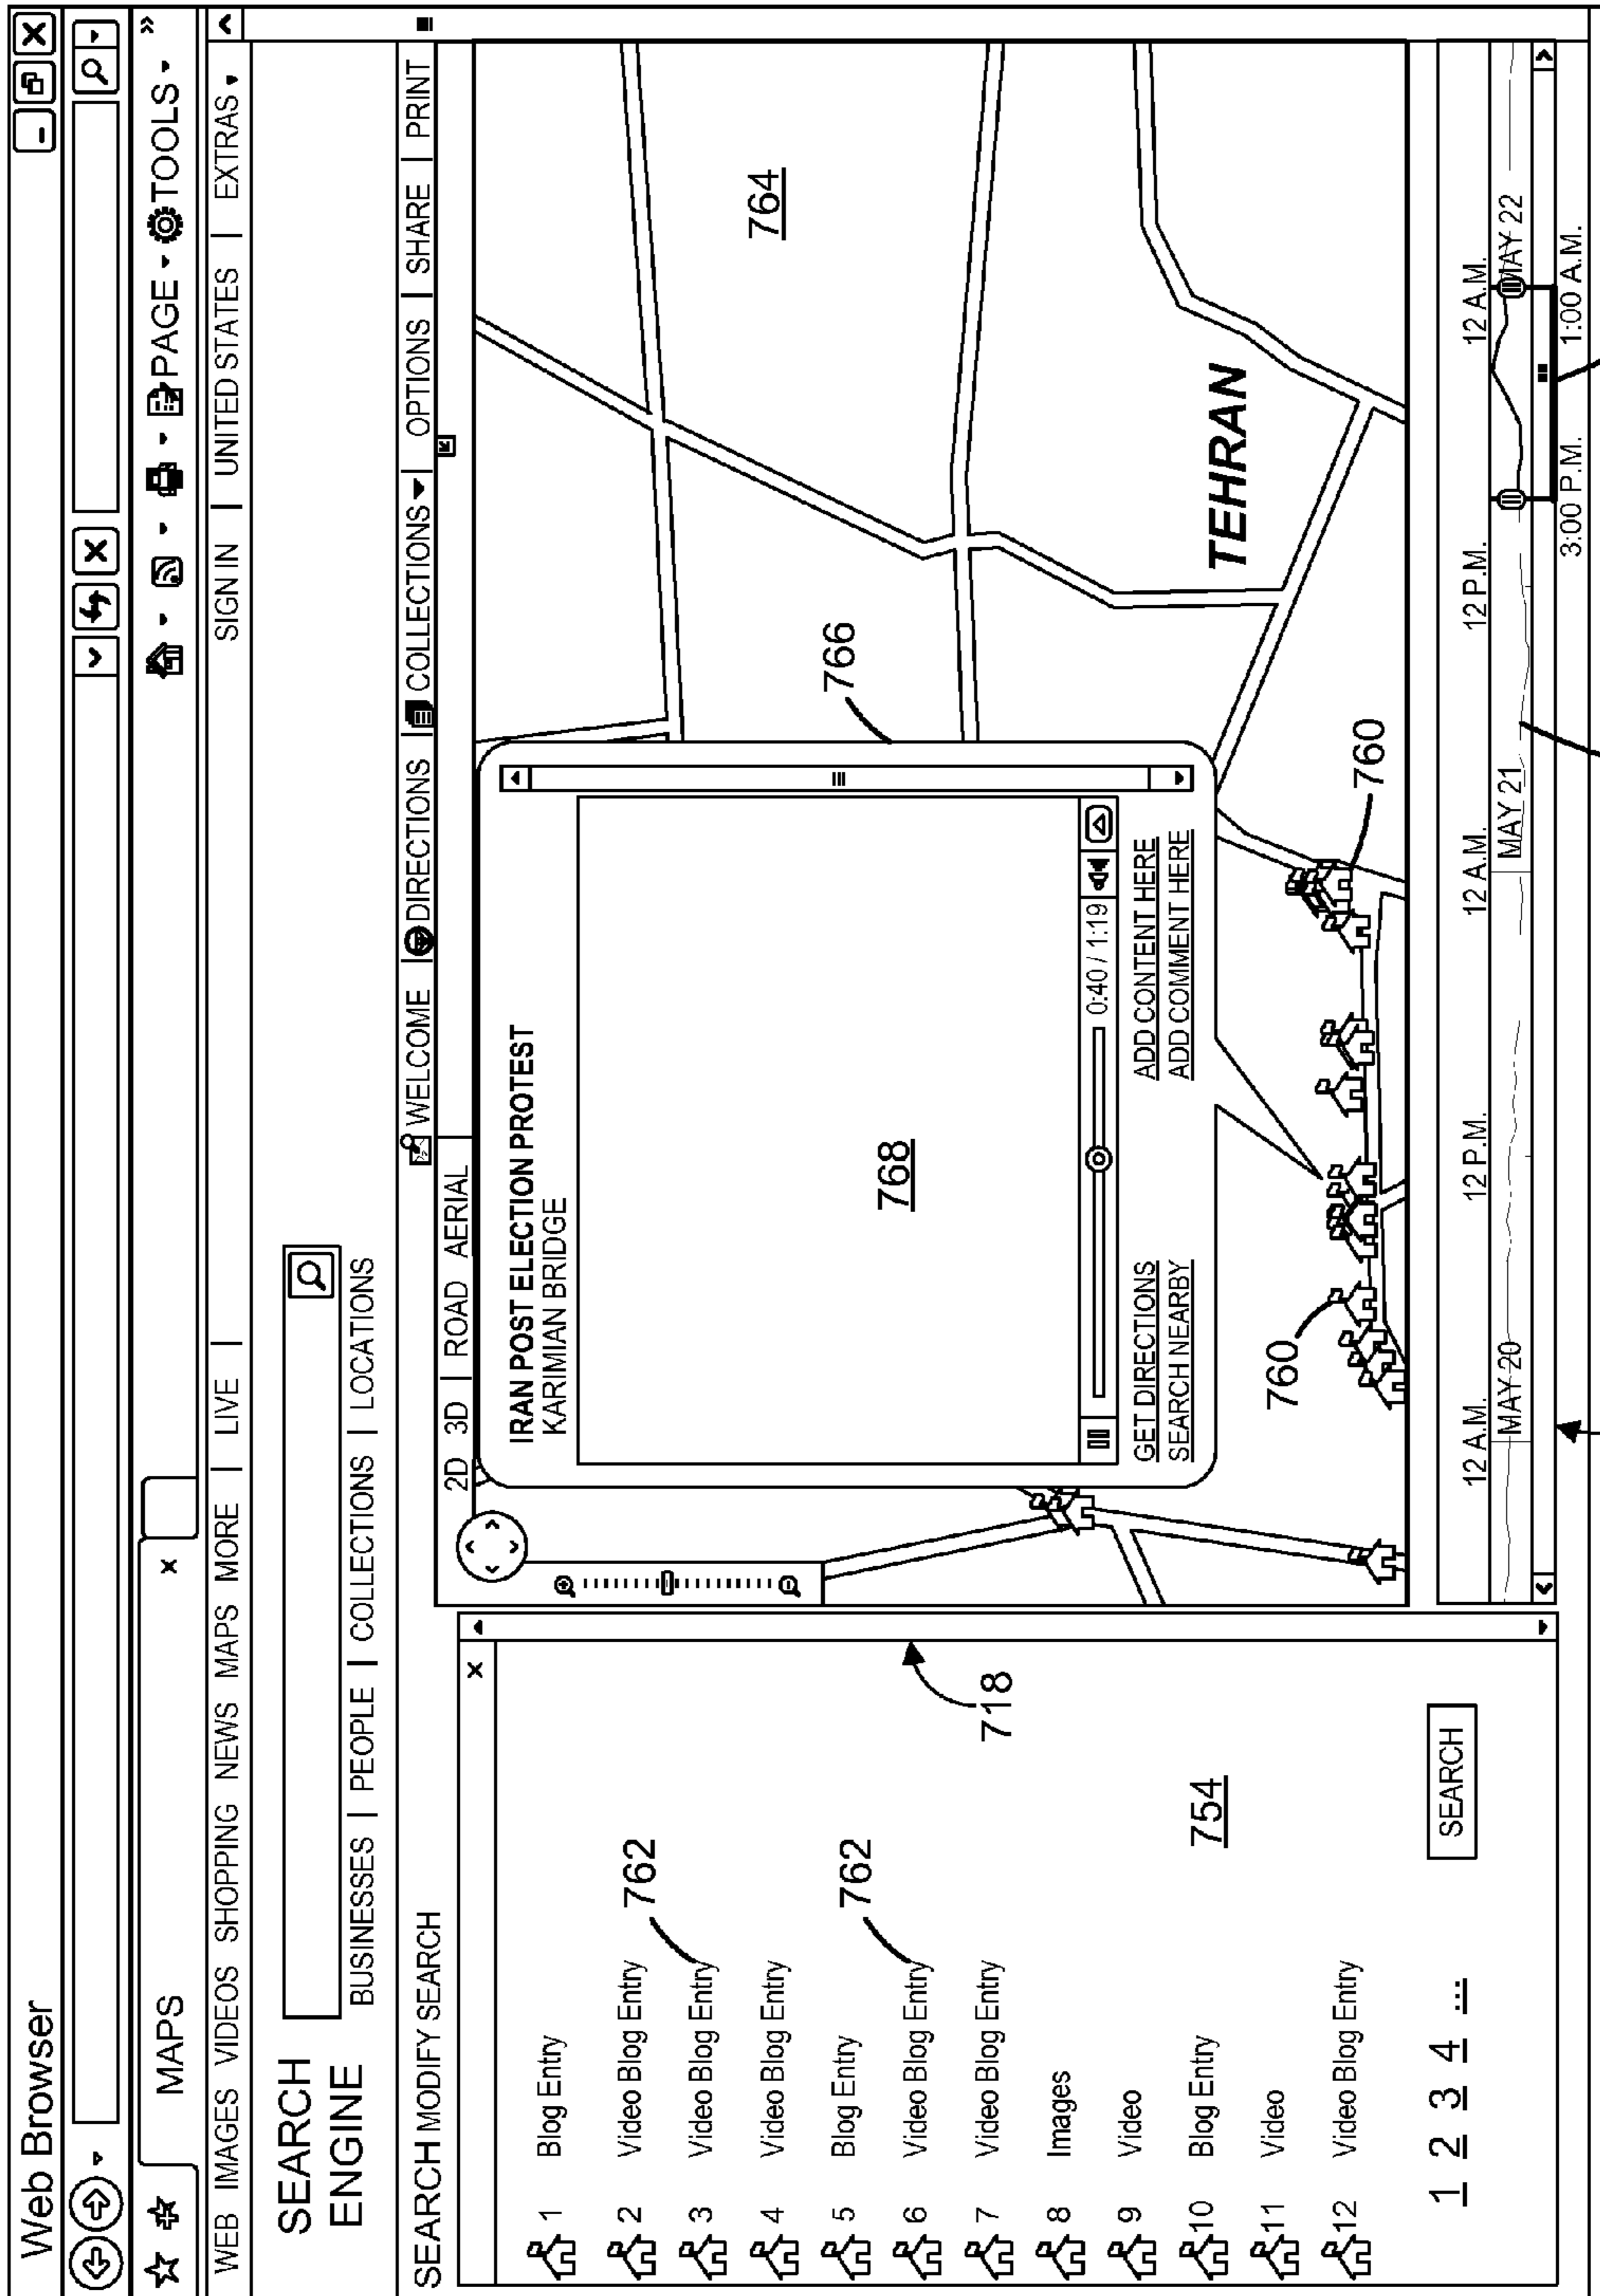 Web Browser
MAPS x
PAGE TOOLS »
WEB IMAGES VIDEOS SHOPPING NEWS MAPS MORE | LIVE | SIGN IN | UNITED STATES | EXTRAS
SEARCH
ENGINE
BUSINESSES | PEOPLE | COLLECTIONS | LOCATIONS
SEARCH MODIFY SEARCH
WELCOME | DIRECTIONS | COLLECTIONS | OPTIONS | SHARE | PRINT
x
1 Blog Entry
2 Video Blog Entry
762
3 Video Blog Entry
4 Video Blog Entry
5 Blog Entry
762
6 Video Blog Entry
7 Video Blog Entry
8 Images
9 Video
10 Blog Entry
11 Video
12 Video Blog Entry
718
754
1 2 3 4 ...
SEARCH
2D 3D | ROAD AERIAL
IRAN POST ELECTION PROTEST
KARIMIAN BRIDGE
768
0:40 / 1:19
GET DIRECTIONS ADD CONTENT HERE
SEARCH NEARBY ADD COMMENT HERE
766
764
TEHRAN
760
760
12 A.M. 12 P.M. 12 A.M. 12 P.M. 12 A.M.
MAY 20 MAY 21 MAY 22
3:00 P.M. 1:00 A.M.